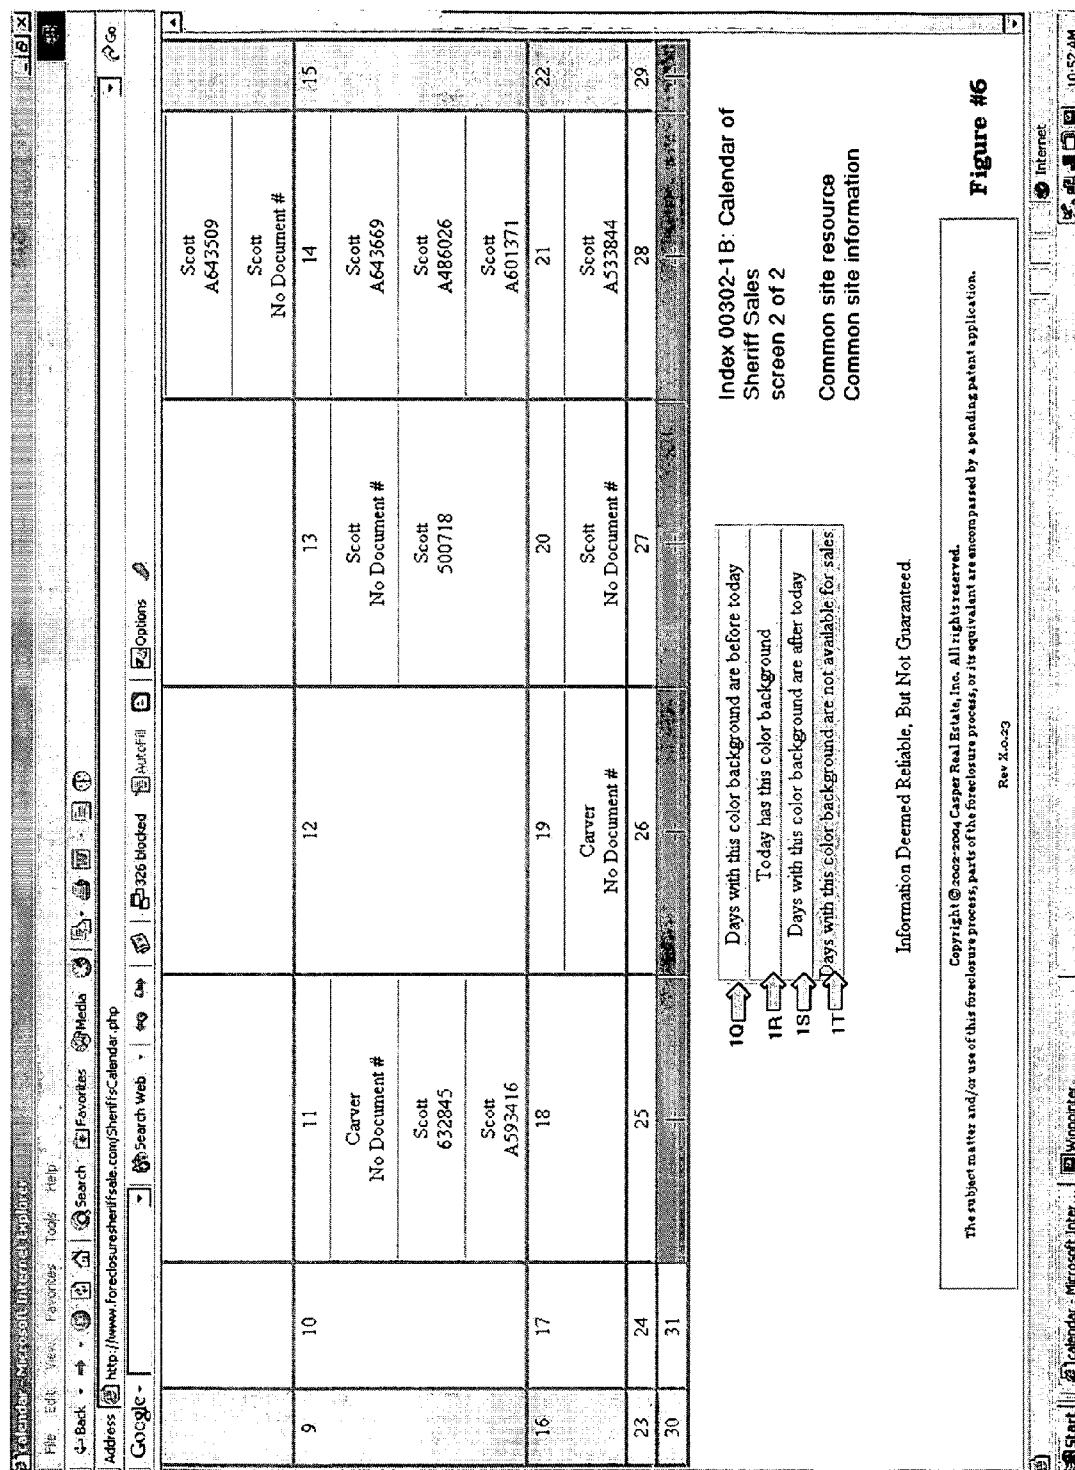 Calendar - Microsoft Internet Explorer
File Edit View Favorites Tools Help
Back Search Favorites Media
Address http://www.foreclosuresheriffsale.com/SheriffsCalendar.php Go
Google Search Web 326 blocked AutoFill Options
Scott
A643509
Scott
No Document #
9 10 11 12 13 14 15
Carver
No Document #
Scott
632845
Scott
A593416
Scott
No Document #
Scott
500718
Scott
A643669
Scott
A486026
Scott
A601371
16 17 18 19 20 21 22
Carver
No Document #
Scott
No Document #
Scott
A533844
23 24 25 26 27 28 29
30 31
1Q Days with this color background are before today
1R Today has this color background
1S Days with this color background are after today
1T Days with this color background are not available for sales
Index 00302-1B: Calendar of
Sheriff Sales
screen 2 of 2
Common site resource
Common site information
Information Deemed Reliable, But Not Guaranteed.
Copyright © 2002-2004 Casper Real Estate, Inc. All rights reserved.
The subject matter and/or use of this foreclosure process, parts of the foreclosure process, or its equivalent are encompassed by a pending patent application.
Rev X.0.23
Figure #6
Internet
Start Calendar - Microsoft Inter... Winpointer 10:52 AM